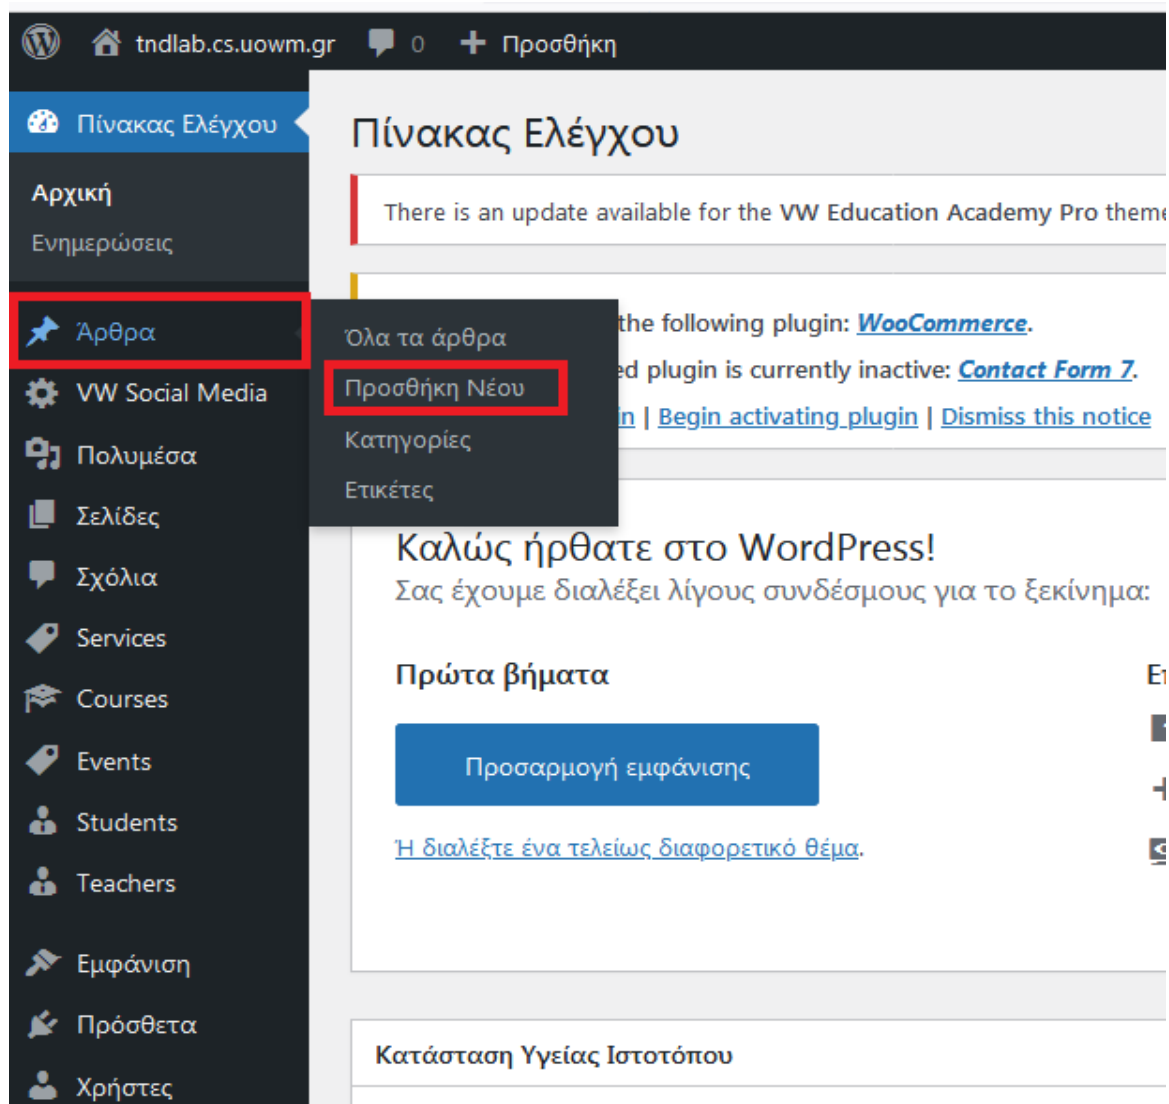 tndlab.cs.uowm.gr 0 Προσθήκη
Πίνακας Ελέγχου
Αρχική
Ενημερώσεις
Άρθρα
VW Social Media
Πολυμέσα
Σελίδες
Σχόλια
Services
Courses
Events
Students
Teachers
Εμφάνιση
Πρόσθετα
Χρήστες
Όλα τα άρθρα
Προσθήκη Νέου
Κατηγορίες
Ετικέτες
Πίνακας Ελέγχου
There is an update available for the VW Education Academy Pro theme
the following plugin: WooCommerce.
plugin is currently inactive: Contact Form 7.
| Begin activating plugin | Dismiss this notice
Καλώς ήρθατε στο WordPress!
Σας έχουμε διαλέξει λίγους συνδέσμους για το ξεκίνημα:
Πρώτα βήματα
Προσαρμογή εμφάνισης
Ή διαλέξτε ένα τελείως διαφορετικό θέμα.
Κατάσταση Υγείας Ιστοτόπου